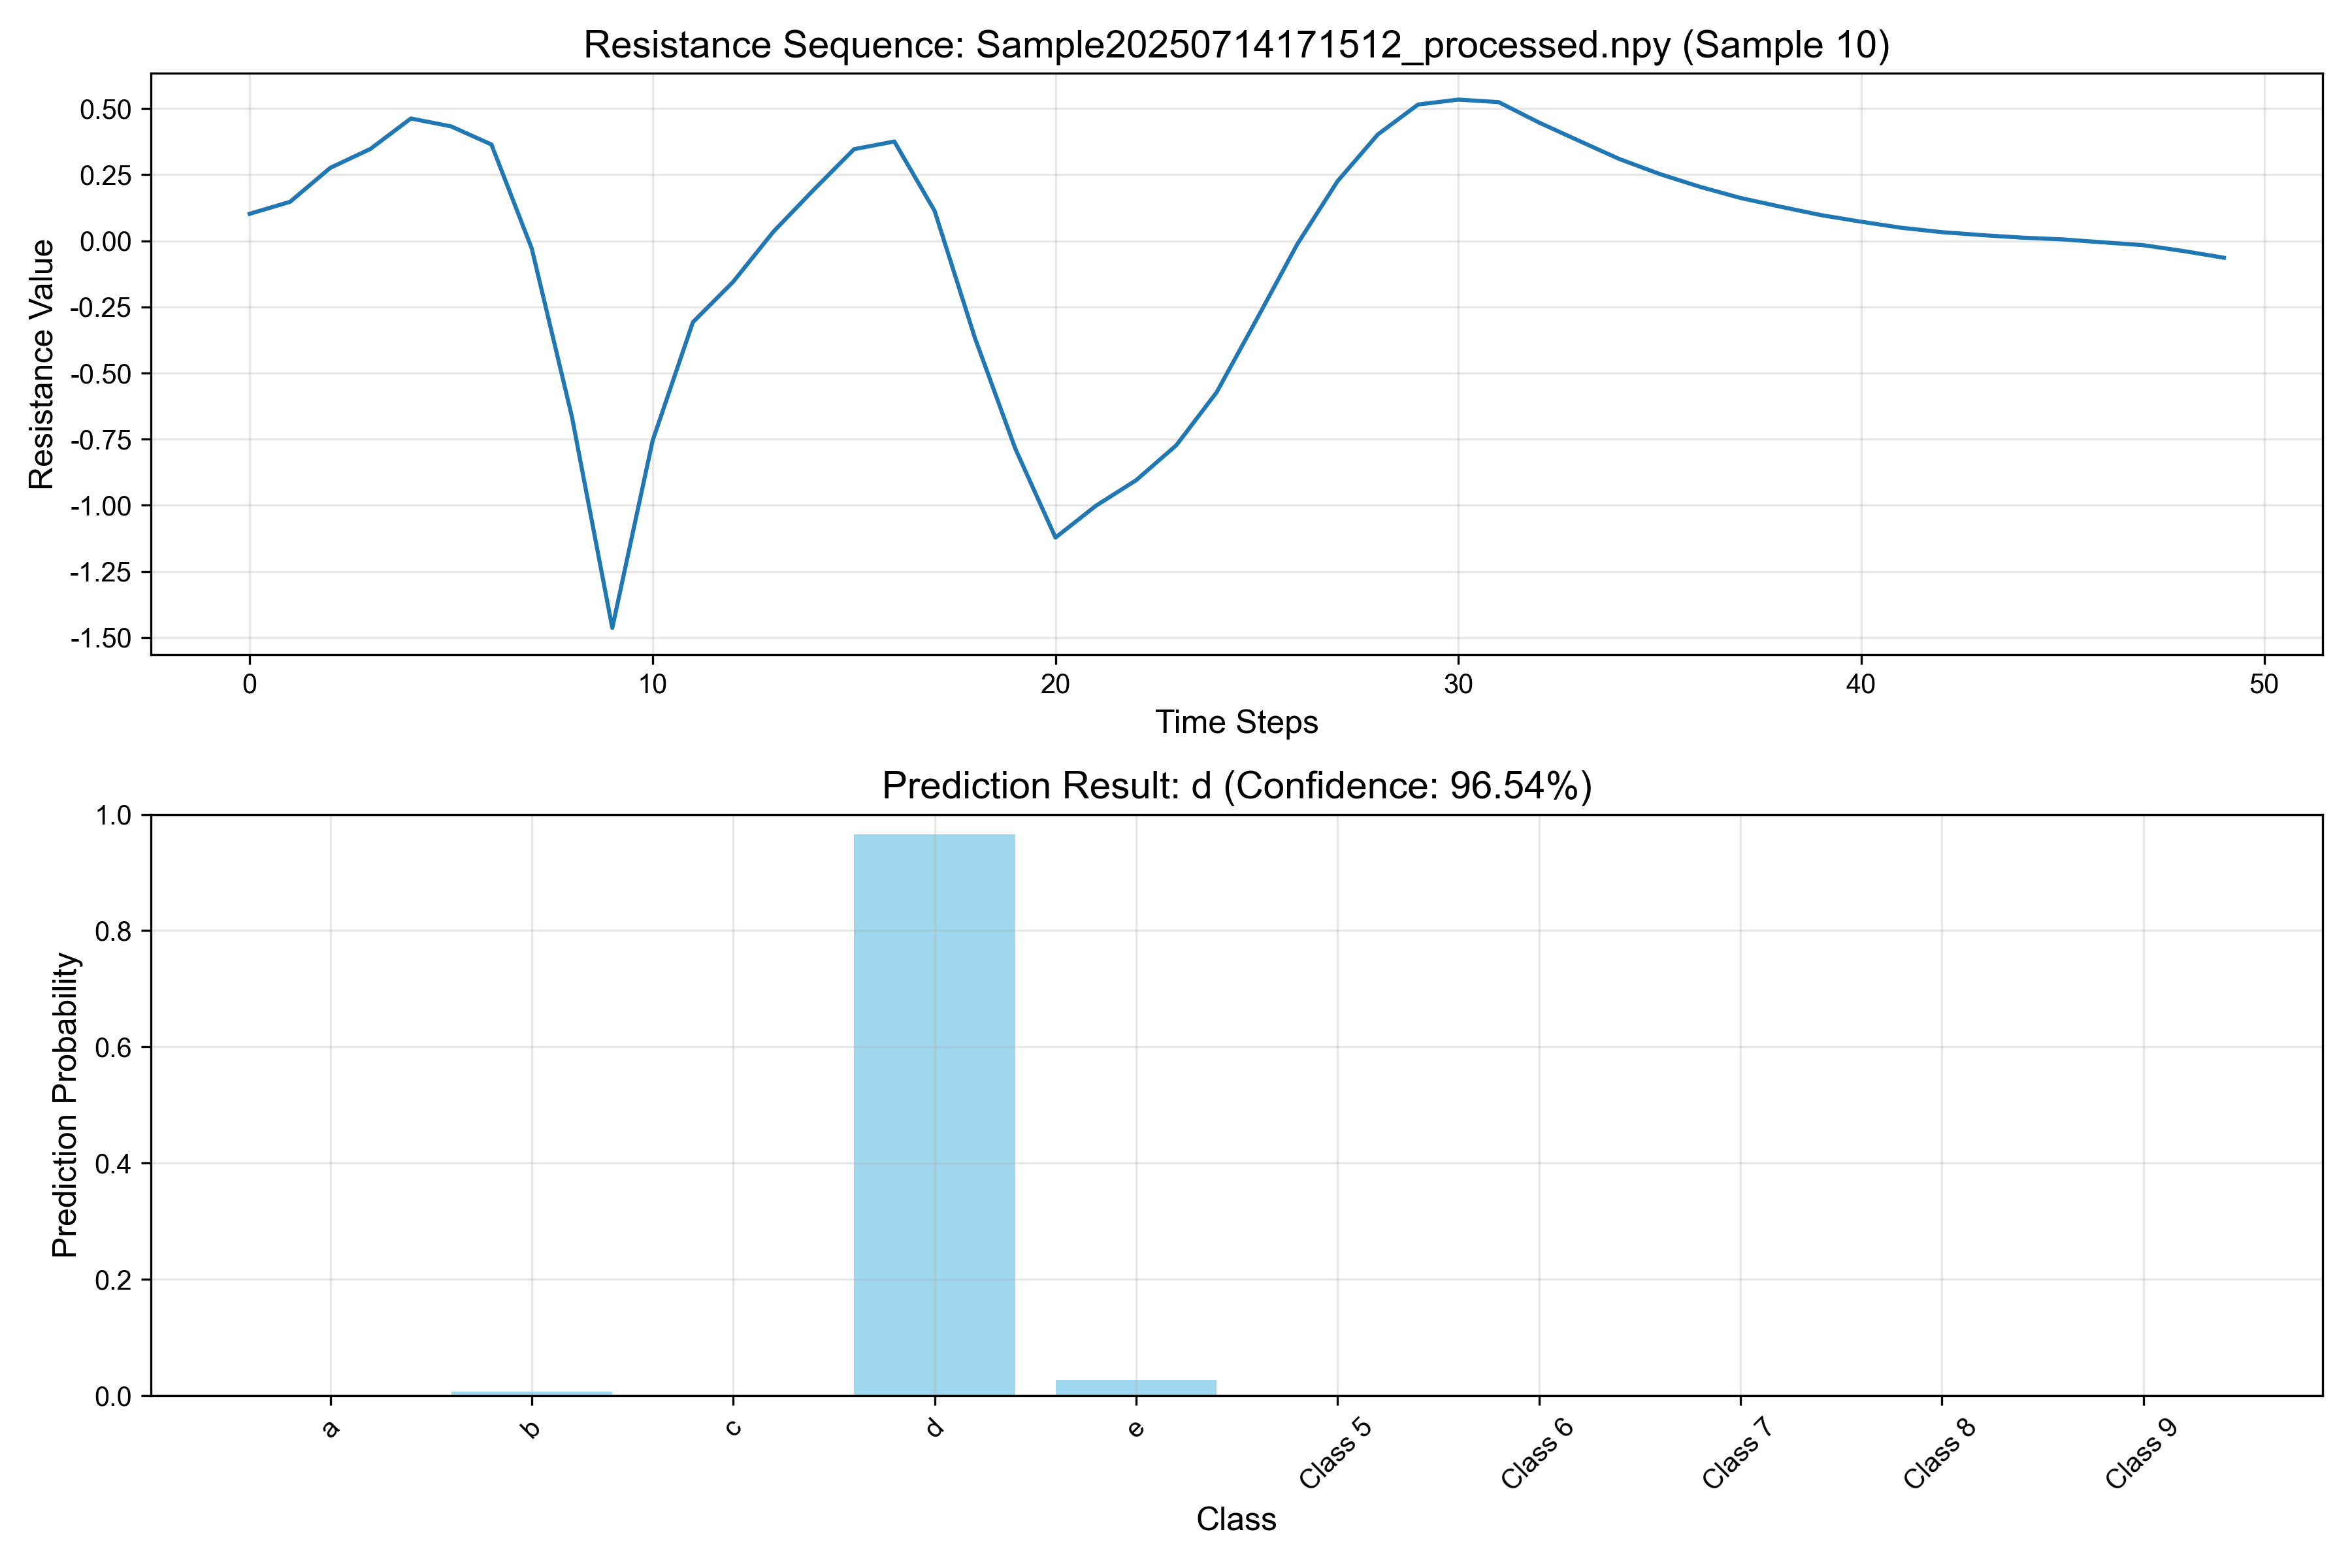 Resistance Sequence: Sample20250714171512_processed.npy (Sample 10)
Resistance Value
0.50
0.25
0.00
-0.25
-0.50
-0.75
-1.00
-1.25
-1.50
0 10 20 30 40 50
Time Steps
Prediction Result: d (Confidence: 96.54%)
Prediction Probability
1.0
0.8
0.6
0.4
0.2
0.0
a b c d e Class 5 Class 6 Class 7 Class 8 Class 9
Class